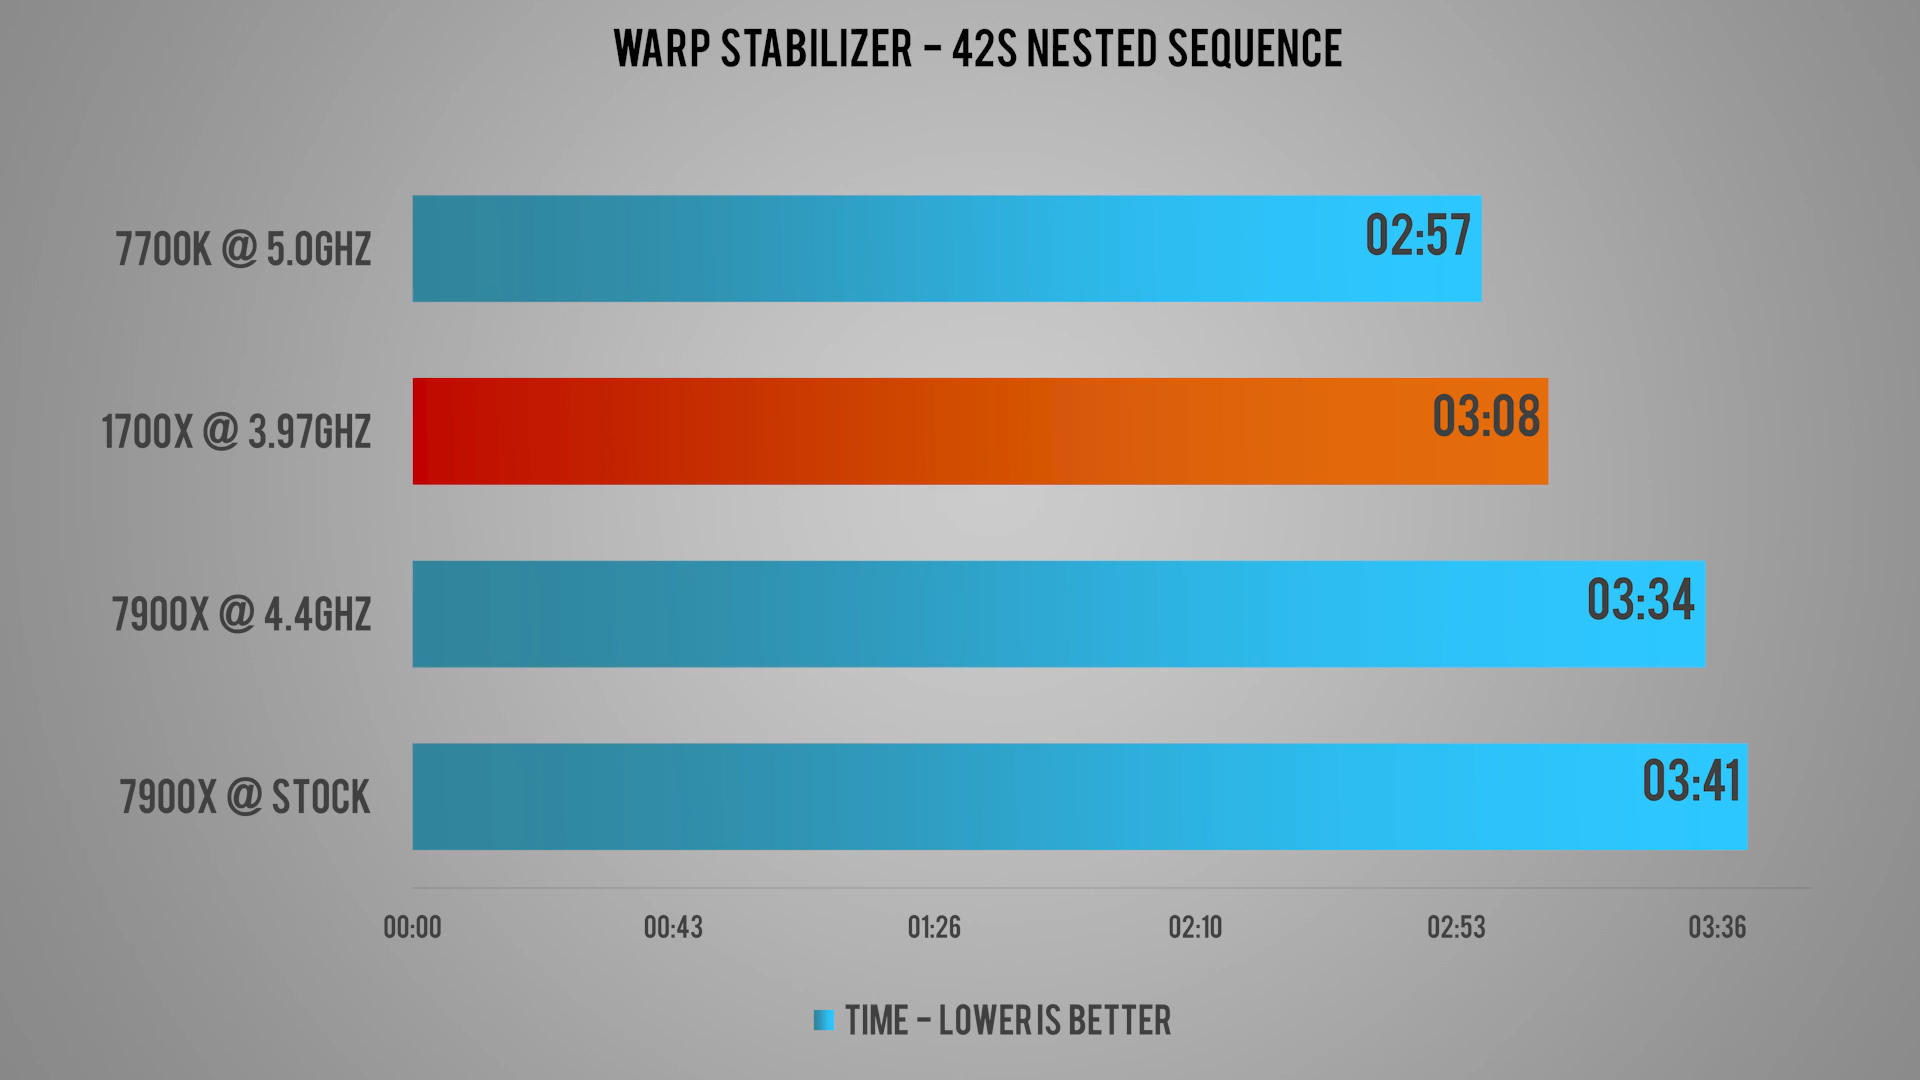 WARP STABILIZER - 42S NESTED SEQUENCE
7700K @ 5.0GHZ
02:57
1700X @ 3.97GHZ
03:08
7900X @ 4.4GHZ
03:34
7900X @ STOCK
03:41
00:00 00:43 01:26 02:10 02:53 03:36
TIME - LOWER IS BETTER